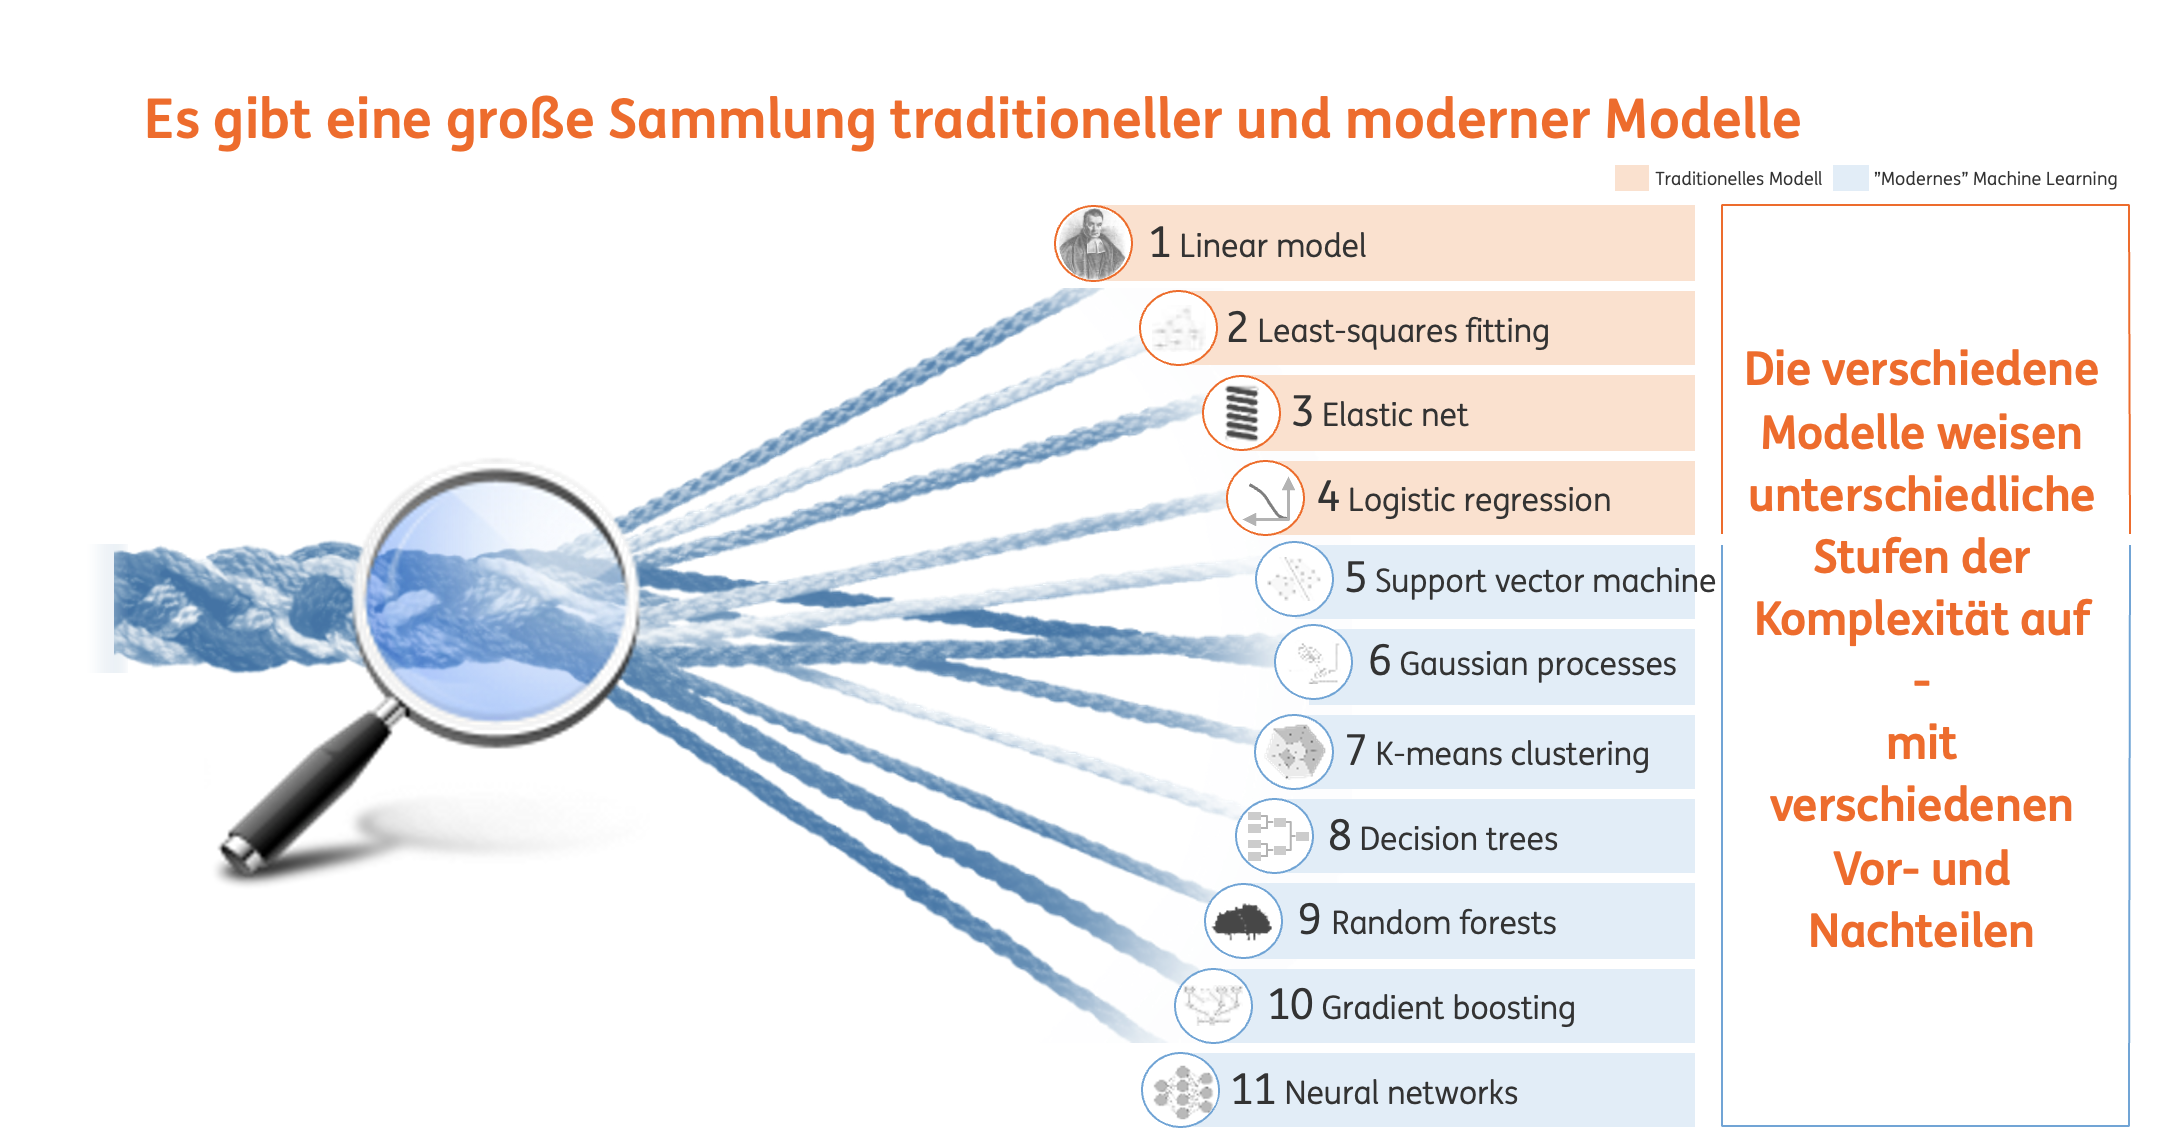 Es gibt eine große Sammlung traditioneller und moderner Modelle
Traditionelles Modell
”Modernes” Machine Learning
1 Linear model
2 Least-squares fitting
3 Elastic net
4 Logistic regression
5 Support vector machine
6 Gaussian processes
7 K-means clustering
8 Decision trees
9 Random forests
10 Gradient boosting
11 Neural networks
Die verschiedene
Modelle weisen
unterschiedliche
Stufen der
Komplexität auf
-
mit
verschiedenen
Vor- und
Nachteilen